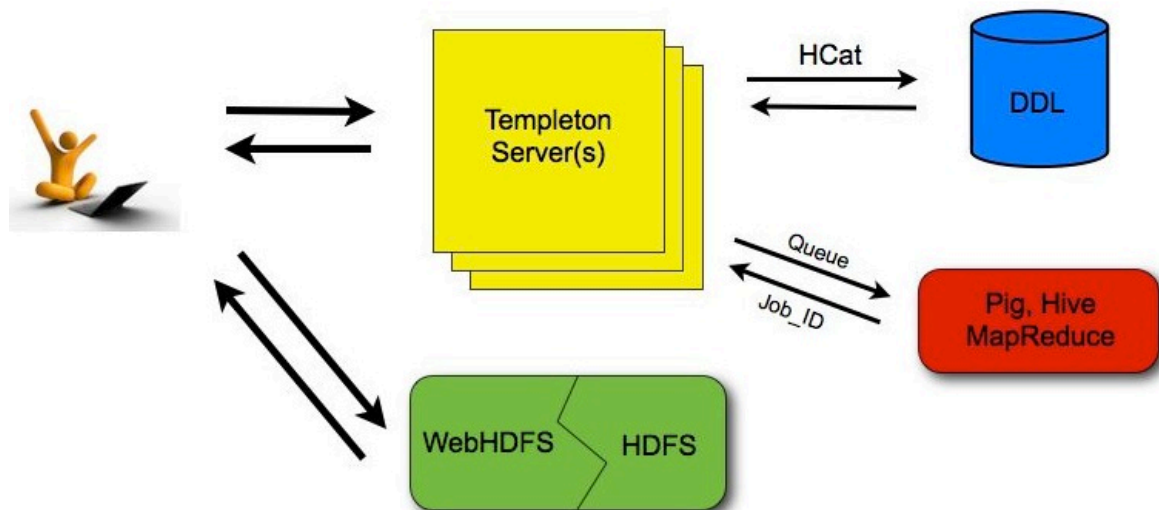 HCat
Templeton
Server(s)
DDL
Queue
Job_ID
Pig, Hive
MapReduce
WebHDFS
HDFS